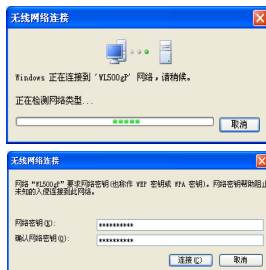 无线网络连接
Windows 正在连接到‘WL500gP’网络，请稍候。
正在检测网络类型...
取消
无线网络连接
网络“WL500gP”要求网络密钥(也称作 WEP 密钥或 WPA 密钥)。网络密钥帮助阻止
未知的入侵连接到此网络。
网络密钥(K): **********
确认网络密钥(O): **********
连接(C) 取消